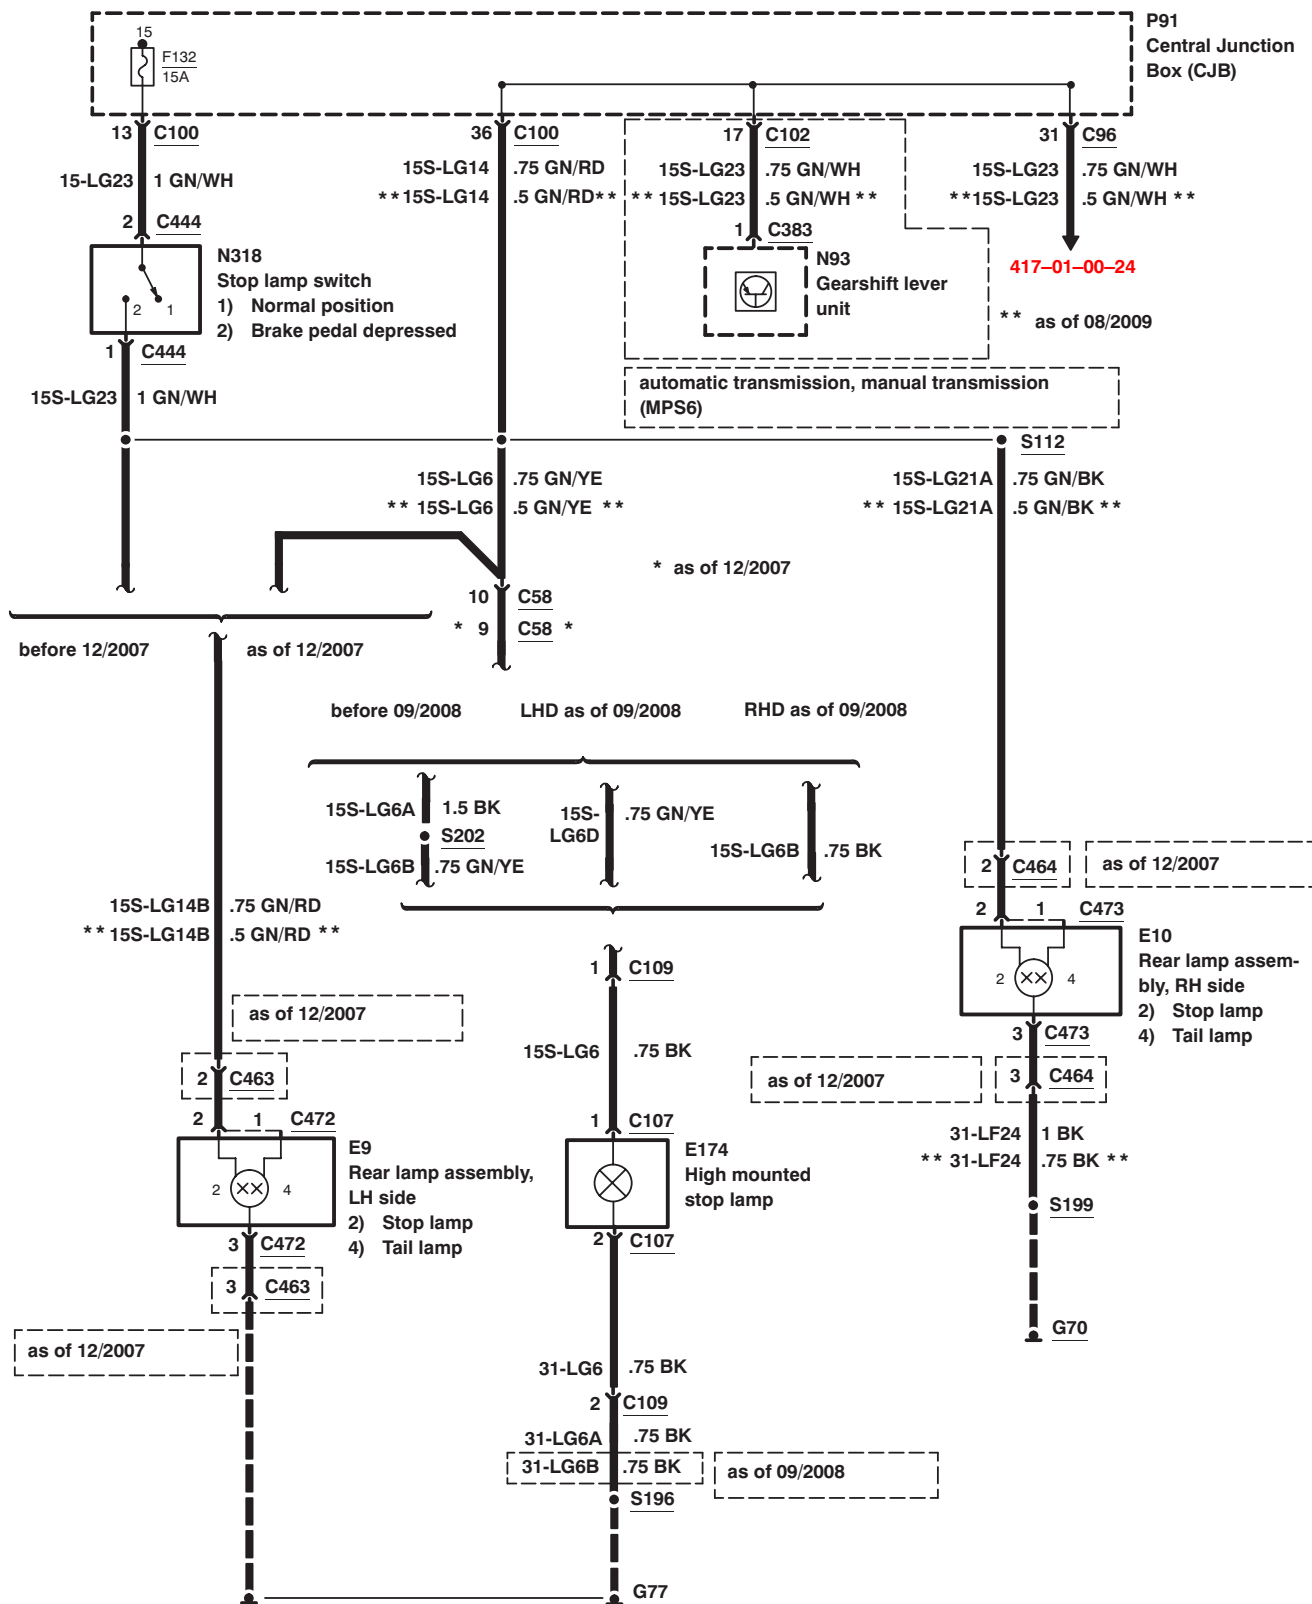 P91
Central Junction
Box (CJB)
15
F132
15A
13 C100
36 C100
17 C102
31 C96
15-LG23 1 GN/WH
15S-LG14 .75 GN/RD
**15S-LG14 .5 GN/RD**
15S-LG23 .75 GN/WH
** 15S-LG23 .5 GN/WH **
15S-LG23 .75 GN/WH
**15S-LG23 .5 GN/WH **
2 C444
1 C383
N318
Stop lamp switch
1) Normal position
2) Brake pedal depressed
2 1
N93
Gearshift lever
unit
417–01–00–24
** as of 08/2009
1 C444
automatic transmission, manual transmission
(MPS6)
15S-LG23 1 GN/WH
S112
15S-LG6 .75 GN/YE
** 15S-LG6 .5 GN/YE **
15S-LG21A .75 GN/BK
** 15S-LG21A .5 GN/BK **
* as of 12/2007
10 C58
* 9 C58 *
before 12/2007 as of 12/2007
before 09/2008 LHD as of 09/2008 RHD as of 09/2008
15S-LG6A 1.5 BK
S202
15S-LG6B .75 GN/YE
15S-
LG6D .75 GN/YE
15S-LG6B .75 BK
2 C464
as of 12/2007
2 1 C473
15S-LG14B .75 GN/RD
** 15S-LG14B .5 GN/RD **
E10
Rear lamp assem-
bly, RH side
2) Stop lamp
4) Tail lamp
2 4
1 C109
as of 12/2007
3 C473
15S-LG6 .75 BK
2 C463
as of 12/2007
3 C464
2 1 C472
1 C107
31-LF24 1 BK
** 31-LF24 .75 BK **
E9
Rear lamp assembly,
LH side
2) Stop lamp
4) Tail lamp
2 4
E174
High mounted
stop lamp
S199
3 C472
2 C107
3 C463
G70
as of 12/2007
31-LG6 .75 BK
2 C109
31-LG6A .75 BK
31-LG6B .75 BK
as of 09/2008
S196
G77